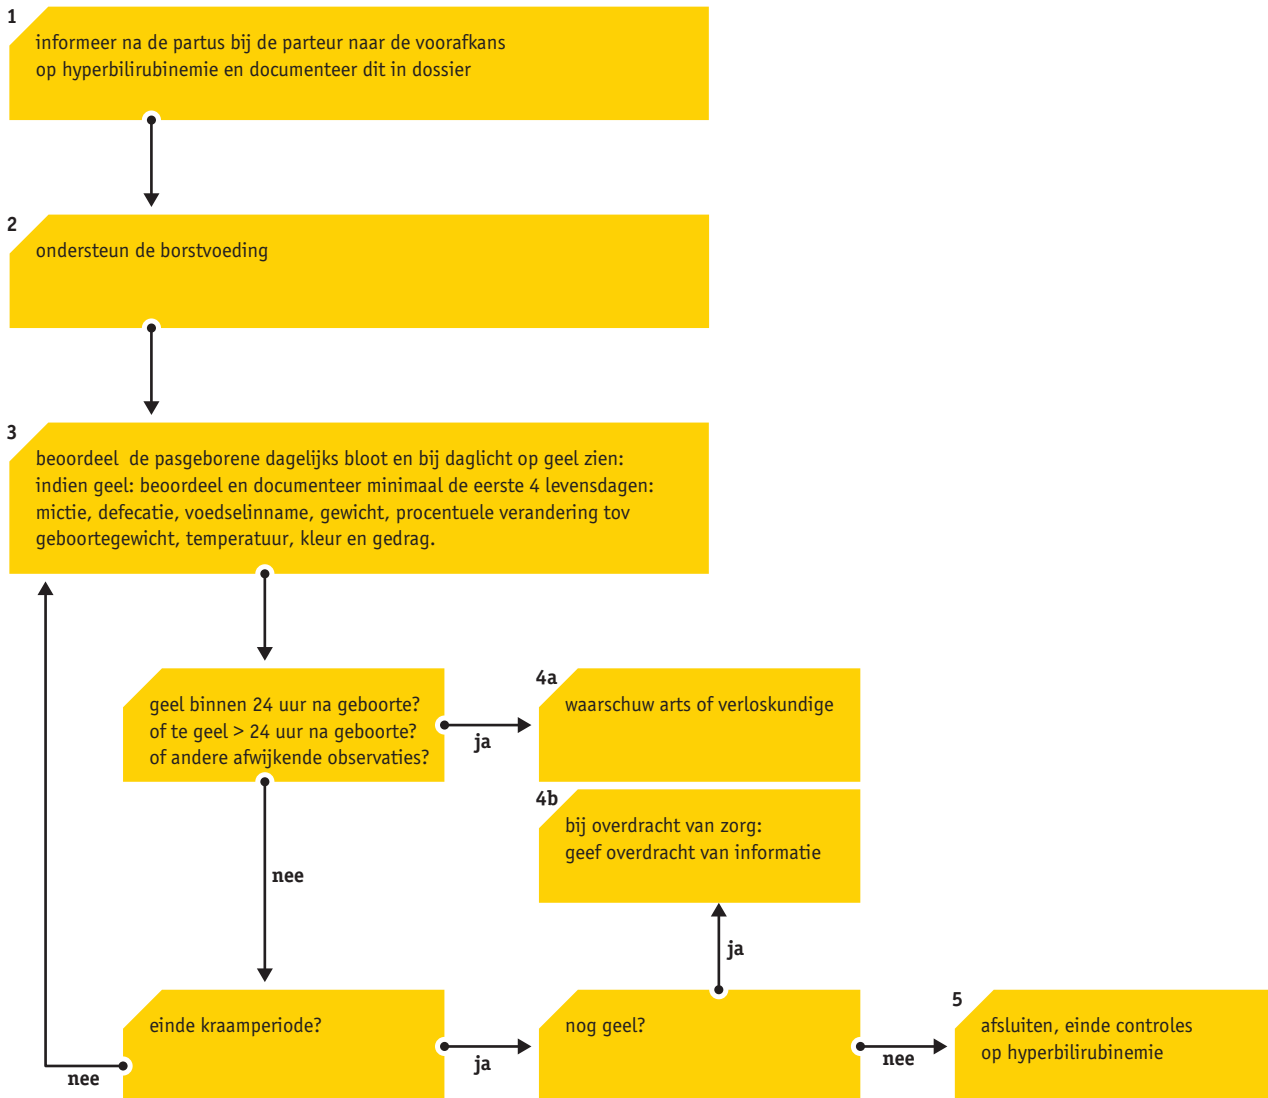 1
informeer na de partus bij de parteur naar de voorafkans
op hyperbilirubinemie en documenteer dit in dossier
2
ondersteun de borstvoeding
3
beoordeel  de pasgeborene dagelijks bloot en bij daglicht op geel zien:
indien geel: beoordeel en documenteer minimaal de eerste 4 levensdagen:
mictie, defecatie, voedselinname, gewicht, procentuele verandering tov
geboortegewicht, temperatuur, kleur en gedrag.
geel binnen 24 uur na geboorte?
of te geel > 24 uur na geboorte?
of andere afwijkende observaties?
ja
4a
waarschuw arts of verloskundige
4b
bij overdracht van zorg:
geef overdracht van informatie
nee
ja
einde kraamperiode?
nee
ja
nog geel?
nee
5
afsluiten, einde controles
op hyperbilirubinemie